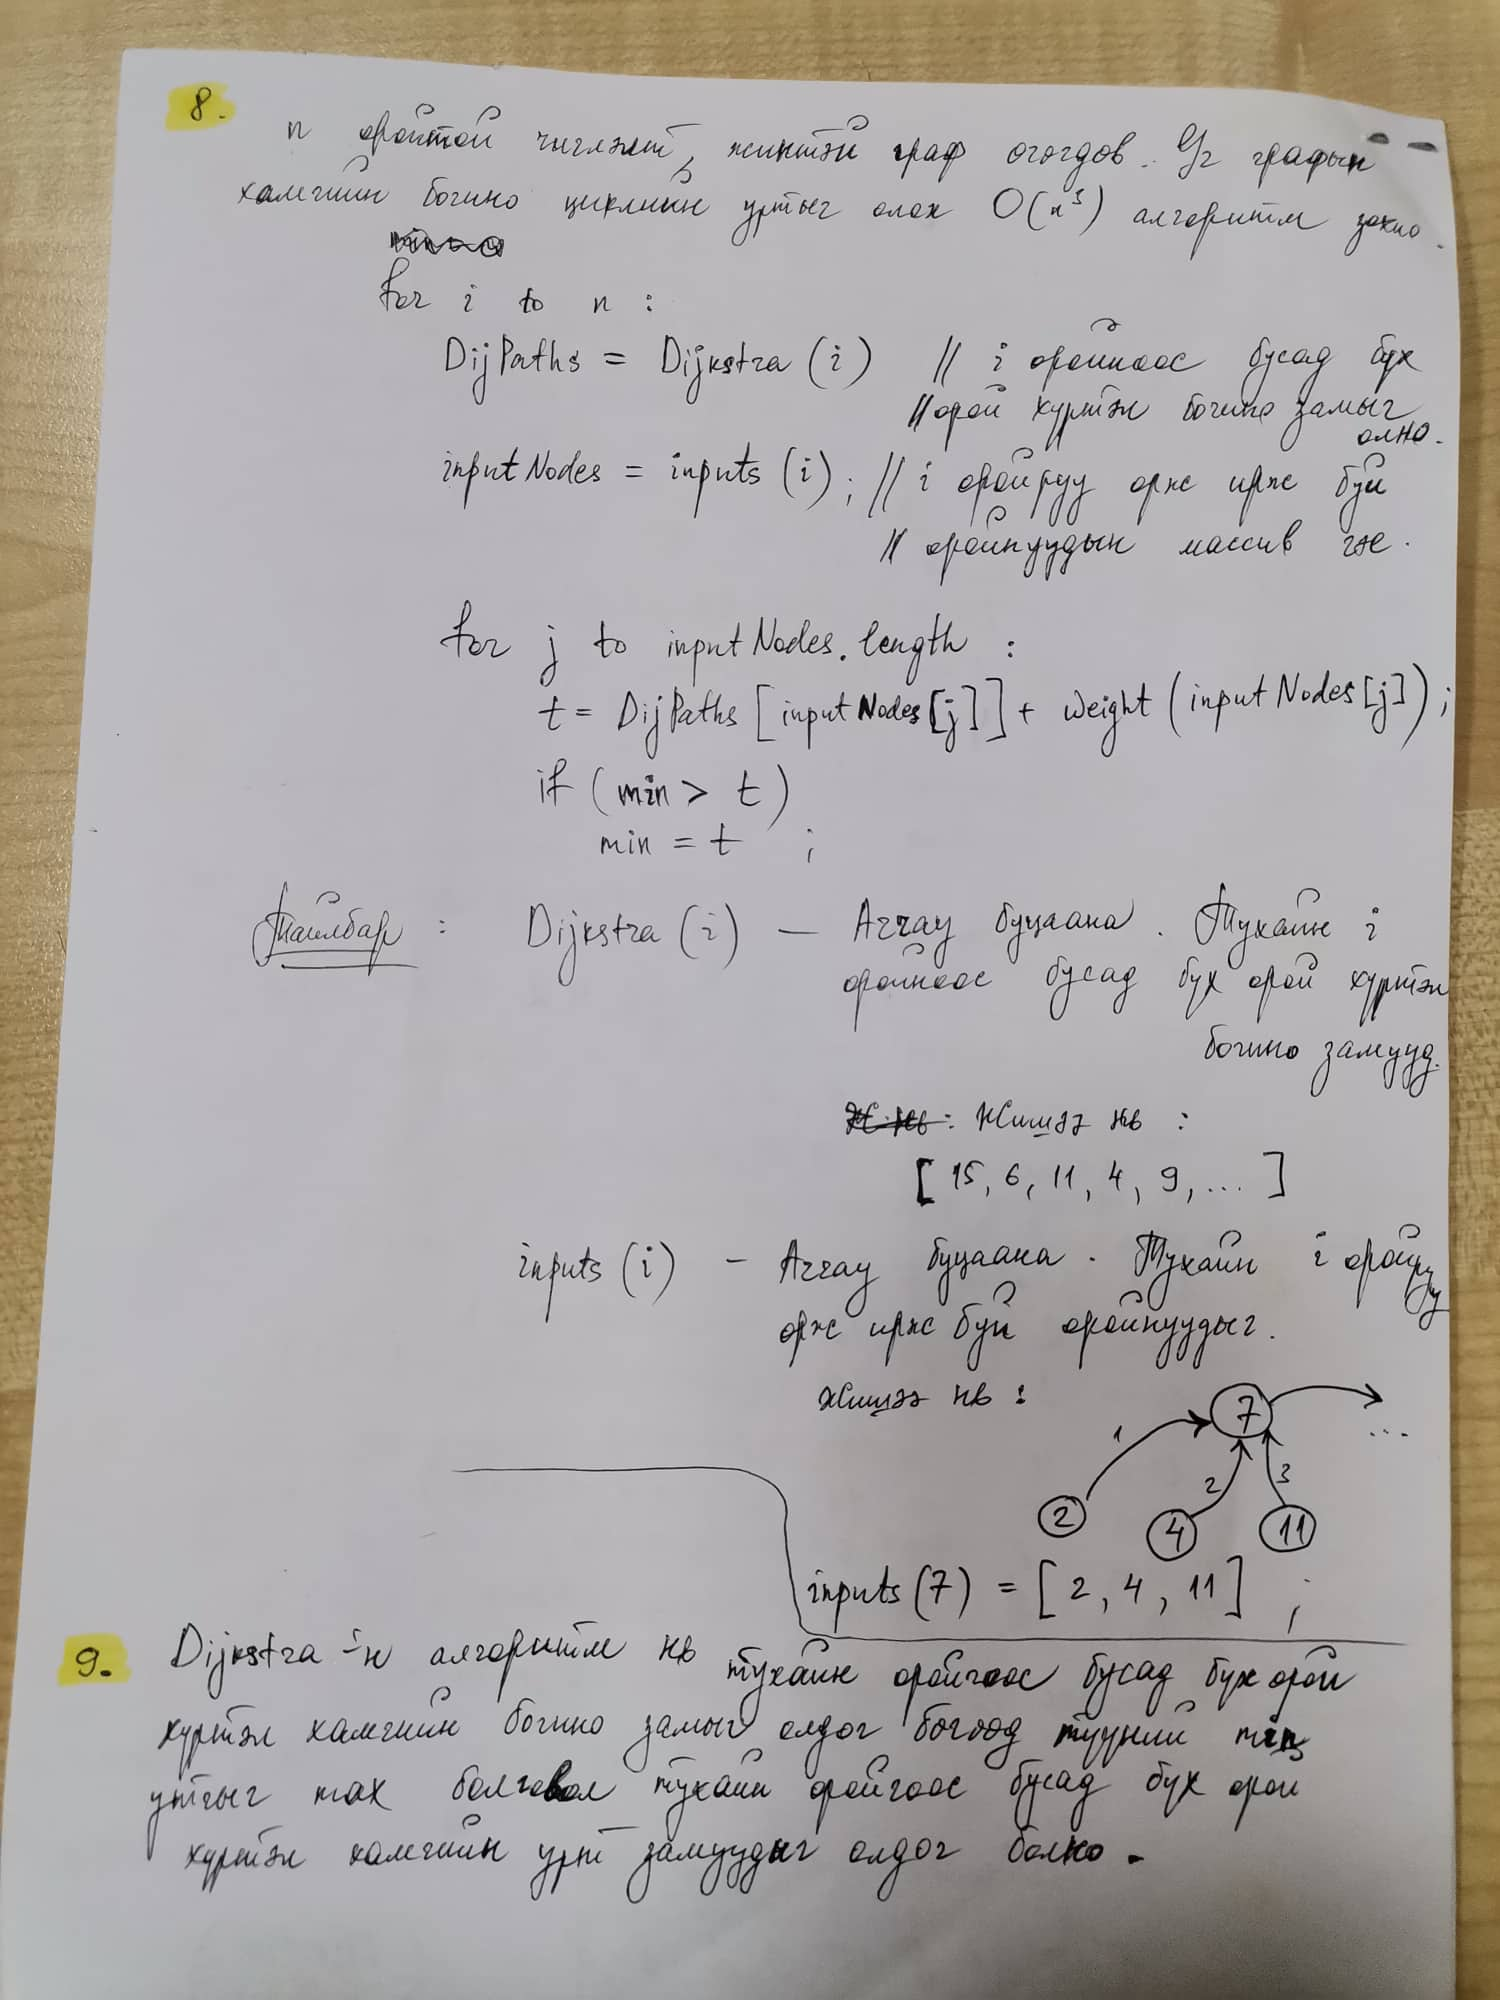 8.
n оройтой чиглэлт, жинтэй граф өгөгдөв. Уг графын
хамгийн богино циклийн уртыг олох O(n³) алгоритм зохио.
for i to n :
DijPaths = Dijkstra (i) // i оройноос бусад бүх
// орой хүртэл богино замыг
олно.
inputNodes = inputs (i); // i оройруу орж ирж буй
// оройнуудын массив гэе.
for j to inputNodes.length :
t = DijPaths [inputNodes[j]] + weight (inputNodes[j]);
if (min > t)
min = t ;
Тайлбар : Dijkstra (i) — Array буцаана. Тухайн i
оройноос бусад бүх орой хүртэл
богино замууд.
Жишээ нь :
[ 15, 6, 11, 4, 9, ... ]
inputs (i) — Array буцаана. Тухайн i оройруу
орж ирж буй оройнуудыг.
Жишээ нь :
7
...
1
2
3
2
4
11
inputs (7) = [ 2, 4, 11 ] ;
9. Dijkstra-н алгоритм нь тухайн оройгоос бусад бүх орой
хүртэл хамгийн богино замыг олдог бөгөөд түүний min
утгыг max болговол тухайн оройгоос бусад бүх орой
хүртэл хамгийн урт замуудыг олдог болно.